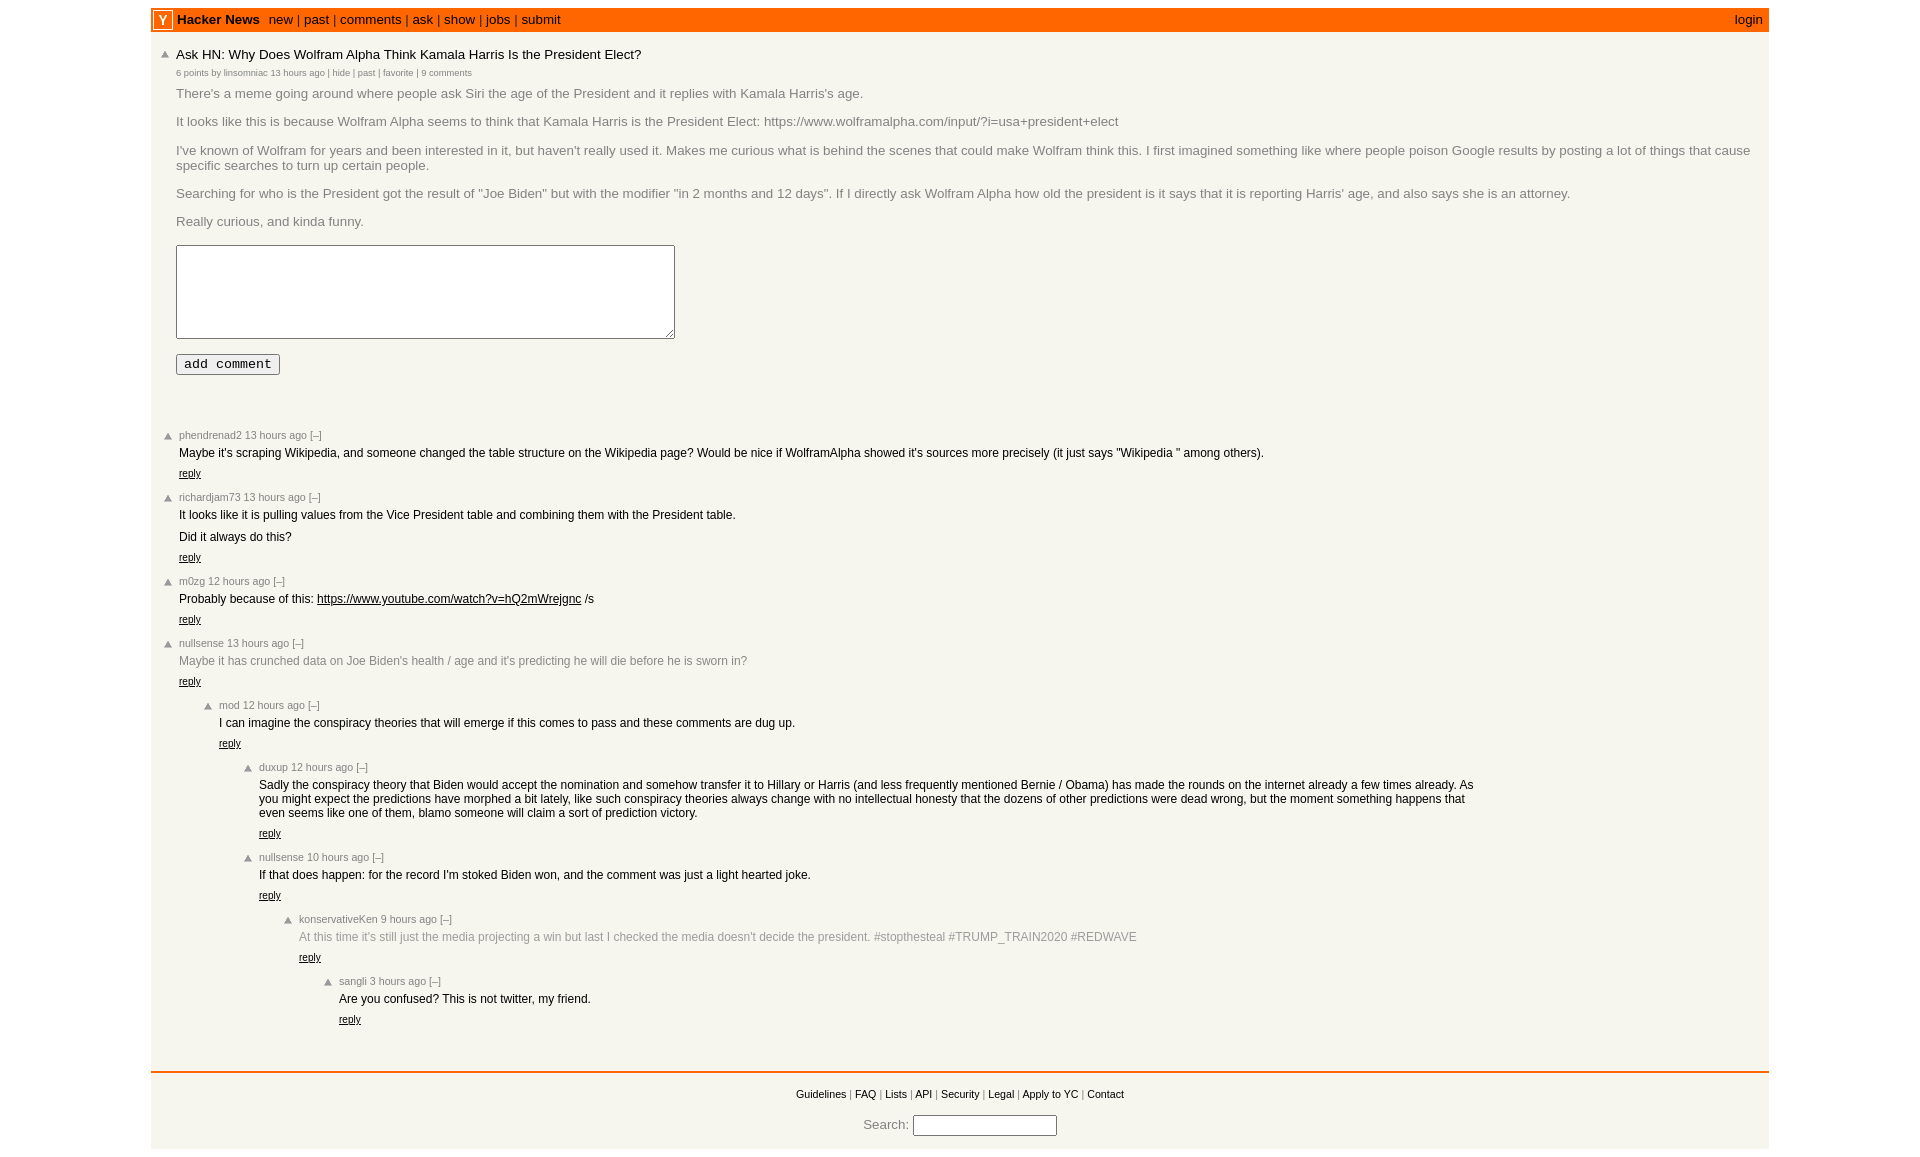 Y Hacker News new | past | comments | ask | show | jobs | submit login
Ask HN: Why Does Wolfram Alpha Think Kamala Harris Is the President Elect?
6 points by linsomniac 13 hours ago | hide | past | favorite | 9 comments
There's a meme going around where people ask Siri the age of the President and it replies with Kamala Harris's age.
It looks like this is because Wolfram Alpha seems to think that Kamala Harris is the President Elect: https://www.wolframalpha.com/input/?i=usa+president+elect
I've known of Wolfram for years and been interested in it, but haven't really used it. Makes me curious what is behind the scenes that could make Wolfram think this. I first imagined something like where people poison Google results by posting a lot of things that cause
specific searches to turn up certain people.
Searching for who is the President got the result of "Joe Biden" but with the modifier "in 2 months and 12 days". If I directly ask Wolfram Alpha how old the president is it says that it is reporting Harris' age, and also says she is an attorney.
Really curious, and kinda funny.
add comment
phendrenad2 13 hours ago [–]
Maybe it's scraping Wikipedia, and someone changed the table structure on the Wikipedia page? Would be nice if WolframAlpha showed it's sources more precisely (it just says "Wikipedia " among others).
reply
richardjam73 13 hours ago [–]
It looks like it is pulling values from the Vice President table and combining them with the President table.
Did it always do this?
reply
m0zg 12 hours ago [–]
Probably because of this: https://www.youtube.com/watch?v=hQ2mWrejgnc /s
reply
nullsense 13 hours ago [–]
Maybe it has crunched data on Joe Biden's health / age and it's predicting he will die before he is sworn in?
reply
mod 12 hours ago [–]
I can imagine the conspiracy theories that will emerge if this comes to pass and these comments are dug up.
reply
duxup 12 hours ago [–]
Sadly the conspiracy theory that Biden would accept the nomination and somehow transfer it to Hillary or Harris (and less frequently mentioned Bernie / Obama) has made the rounds on the internet already a few times already. As
you might expect the predictions have morphed a bit lately, like such conspiracy theories always change with no intellectual honesty that the dozens of other predictions were dead wrong, but the moment something happens that
even seems like one of them, blamo someone will claim a sort of prediction victory.
reply
nullsense 10 hours ago [–]
If that does happen: for the record I'm stoked Biden won, and the comment was just a light hearted joke.
reply
konservativeKen 9 hours ago [–]
At this time it's still just the media projecting a win but last I checked the media doesn't decide the president. #stopthesteal #TRUMP_TRAIN2020 #REDWAVE
reply
sangli 3 hours ago [–]
Are you confused? This is not twitter, my friend.
reply
Guidelines | FAQ | Lists | API | Security | Legal | Apply to YC | Contact
Search: